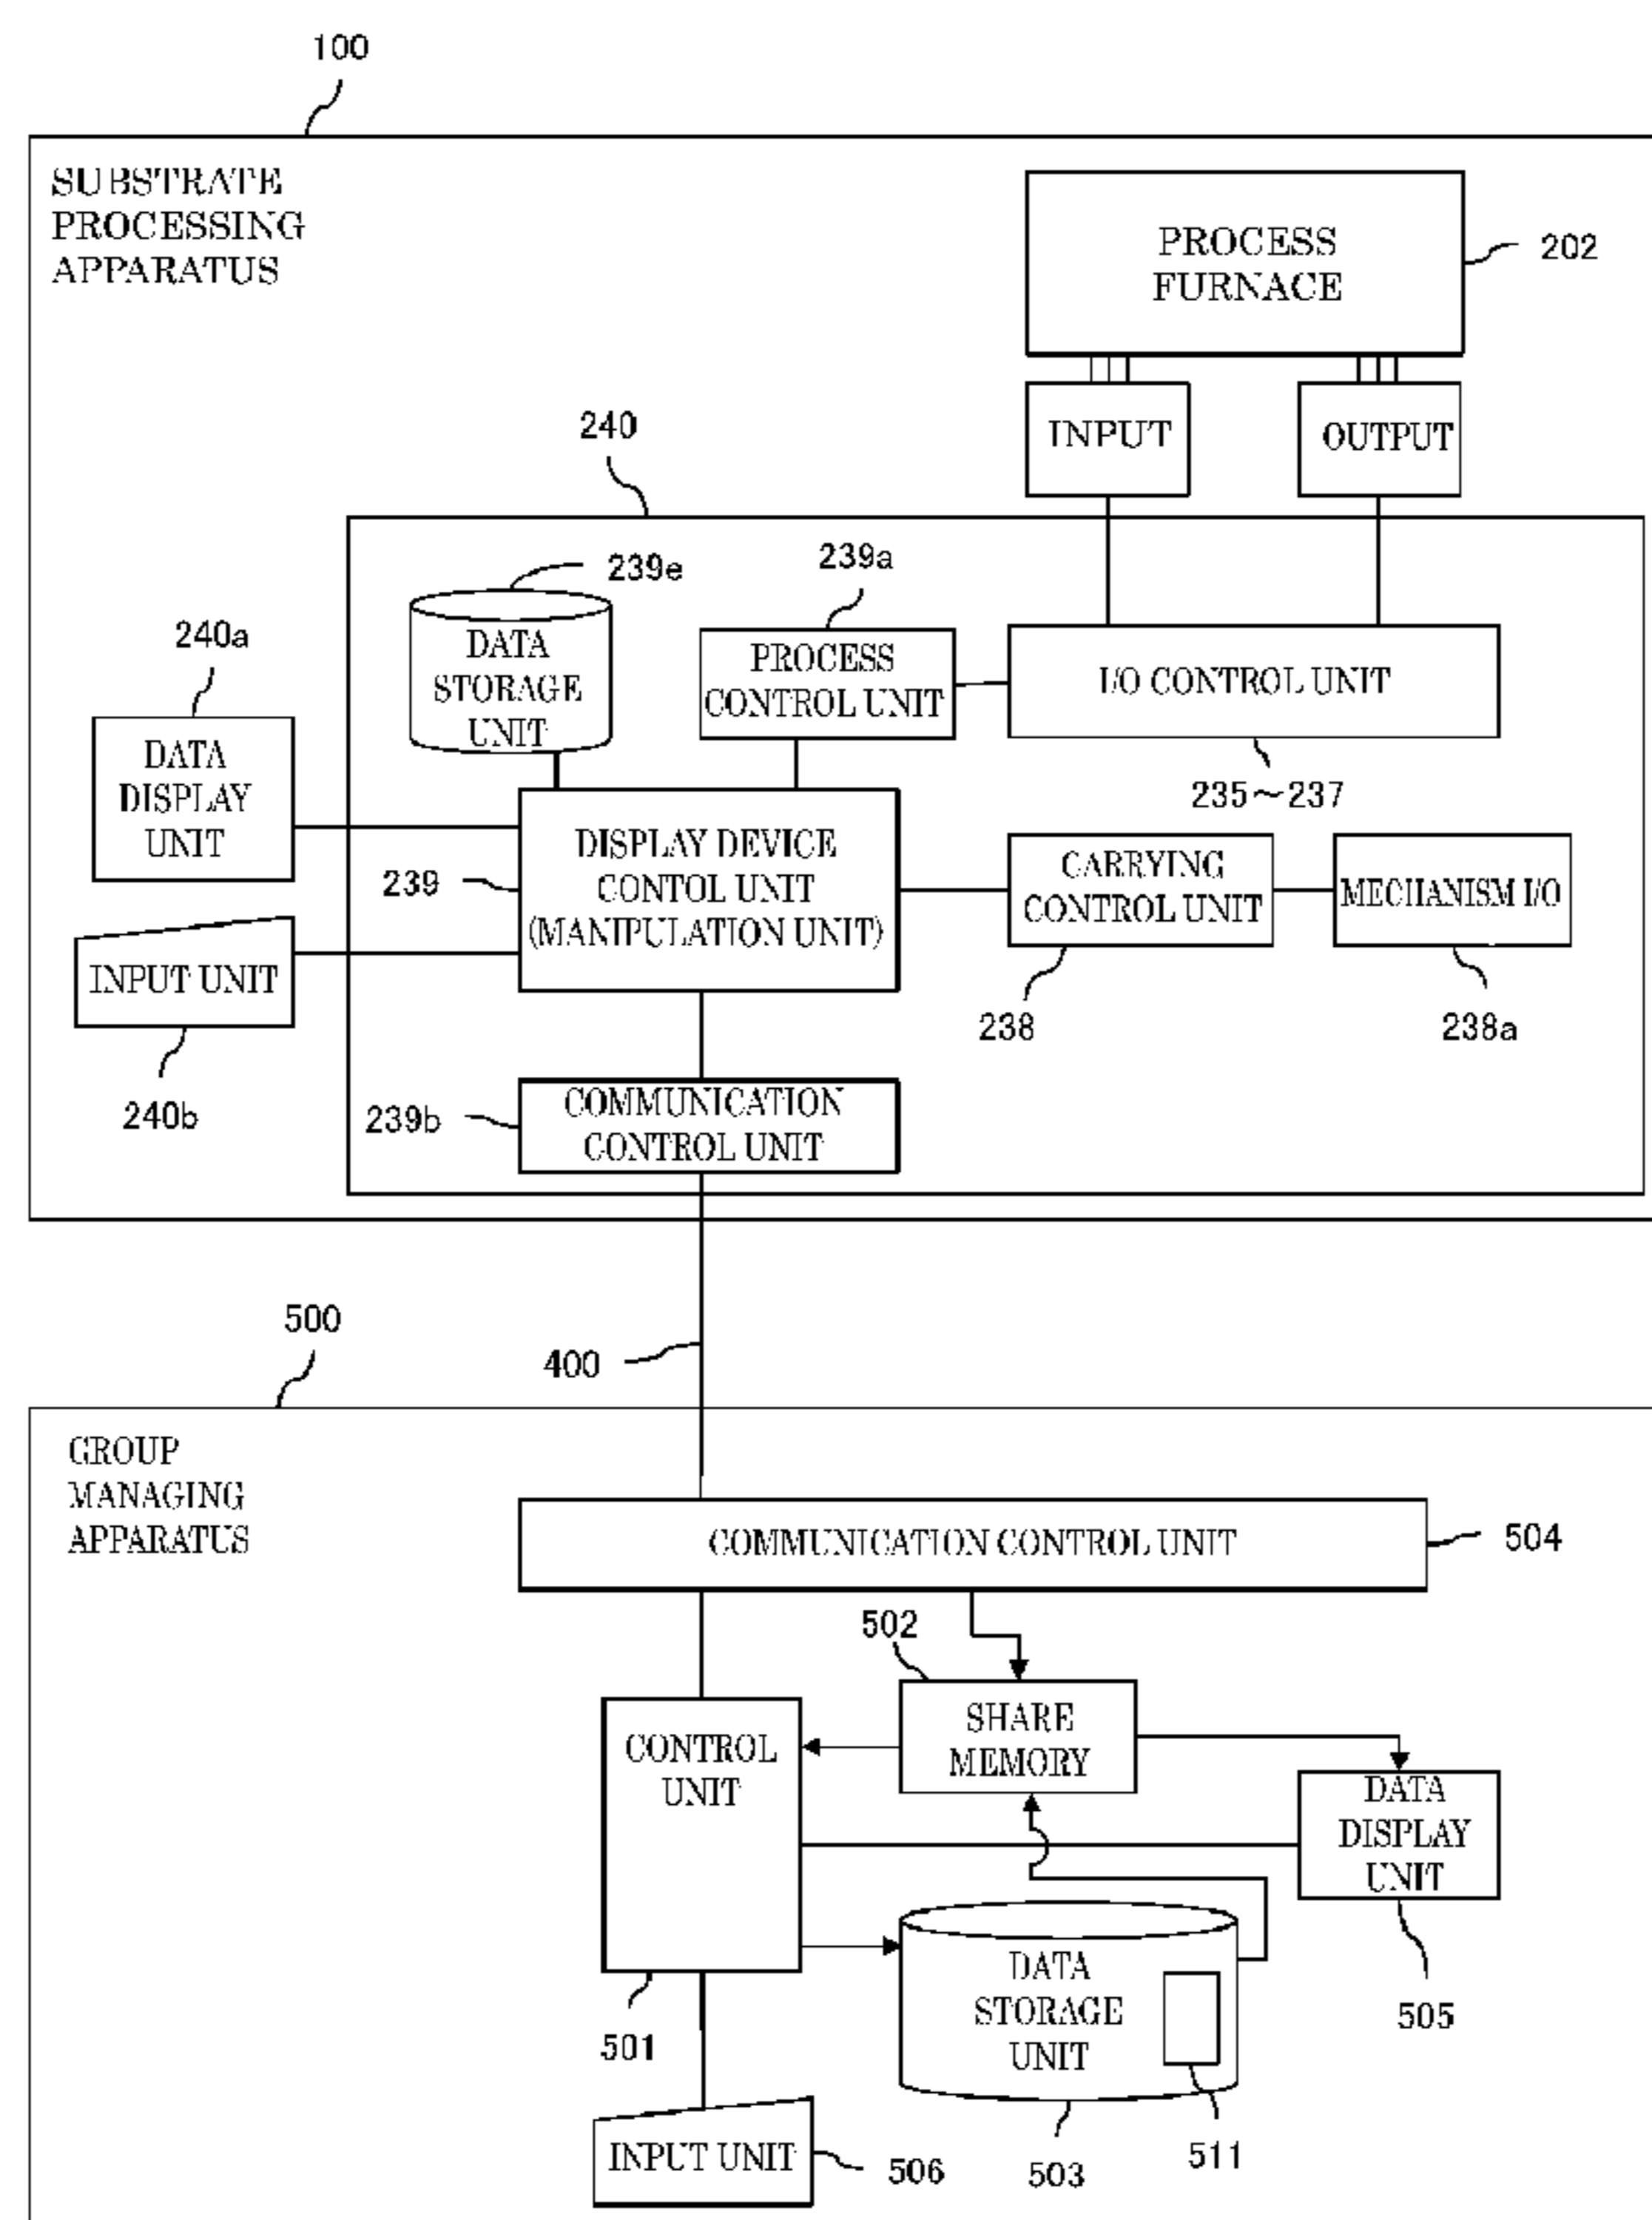 100
SUBSTRATE
PROCESSING
APPARATUS
PROCESS
FURNACE
202
INPUT
OUTPUT
240
239e
239a
240a
DATA
STORAGE
UNIT
PROCESS
CONTROL UNIT
I/O CONTROL UNIT
235~237
DATA
DISPLAY
UNIT
239
DISPLAY DEVICE
CONTOL UNIT
(MANIPULATION UNIT)
CARRYING
CONTROL UNIT
MECHANISM I/O
INPUT UNIT
238
238a
240b
239b
COMMUNICATION
CONTROL UNIT
500
400
GROUP
MANAGING
APPARATUS
COMMUNICATION CONTROL UNIT
504
502
SHARE
MEMORY
CONTROL
UNIT
DATA
DISPLAY
UNIT
DATA
STORAGE
UNIT
505
501
511
INPUT UNIT
506
503